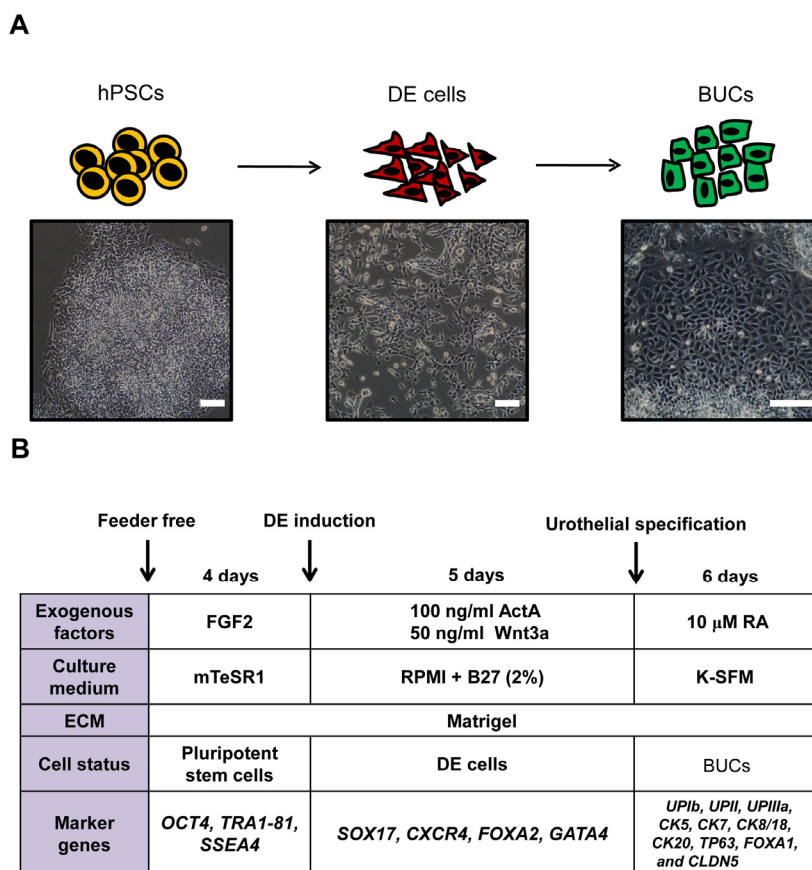 A
hPSCs
DE cells
BUCs
B
Feeder free
DE induction
Urothelial specification
4 days
5 days
6 days
Exogenous
factors
FGF2
100 ng/ml ActA
50 ng/ml Wnt3a
10 μM RA
Culture
medium
mTeSR1
RPMI + B27 (2%)
K-SFM
ECM
Matrigel
Cell status
Pluripotent
stem cells
DE cells
BUCs
Marker
genes
OCT4, TRA1-81,
SSEA4
SOX17, CXCR4, FOXA2, GATA4
UPIb, UPII, UPIIIa,
CK5, CK7, CK8/18,
CK20, TP63, FOXA1,
and CLDN5